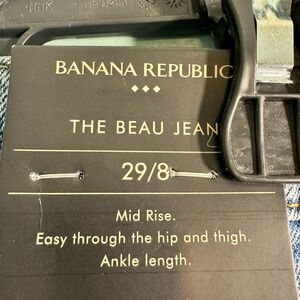 BANANA REPUBLIC
THE BEAU JEAN
29/8
Mid Rise.
Easy through the hip and thigh.
Ankle length.